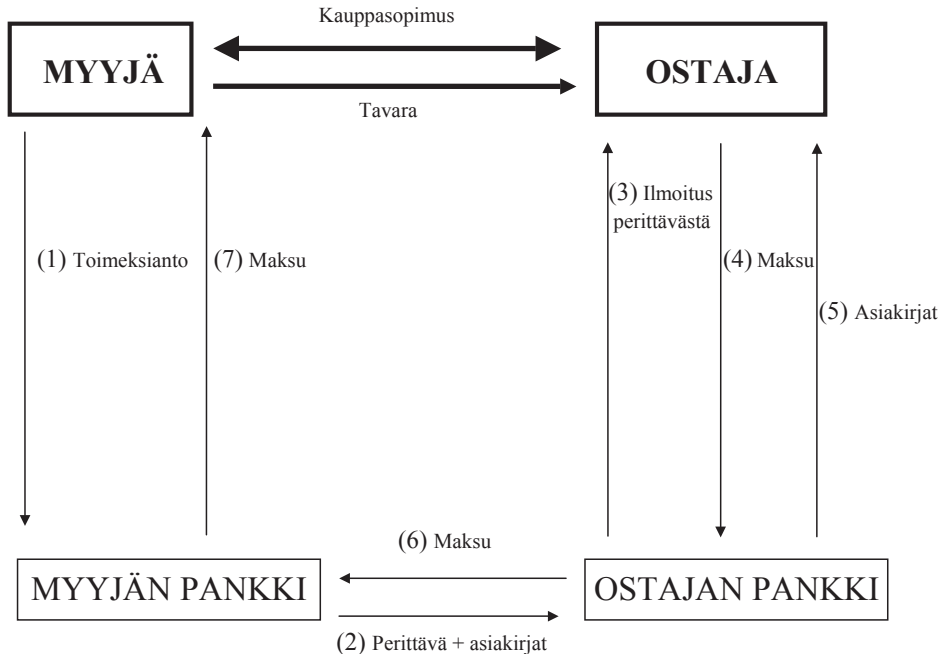 Kauppasopimus
MYYJÄ
OSTAJA
Tavara
(3) Ilmoitus
perittävästä
(1) Toimeksianto
(7) Maksu
(4) Maksu
(5) Asiakirjat
(6) Maksu
MYYJÄN PANKKI
OSTAJAN PANKKI
(2) Perittävä + asiakirjat